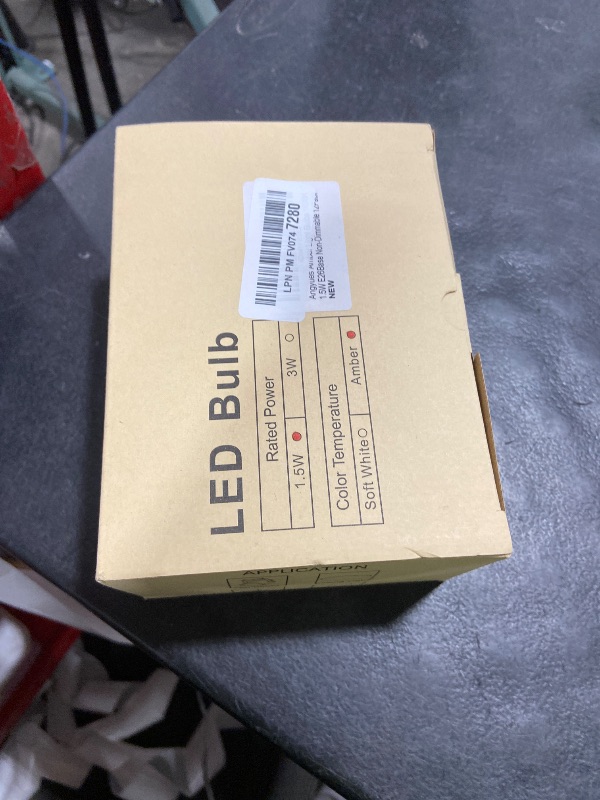 LPN PM FV074 7280
1.5W E26Base Non-Dimmable
NEW
LED Bulb
Rated Power
1.5W 3W
Color Temperature
Soft White Amber
APPLICATION